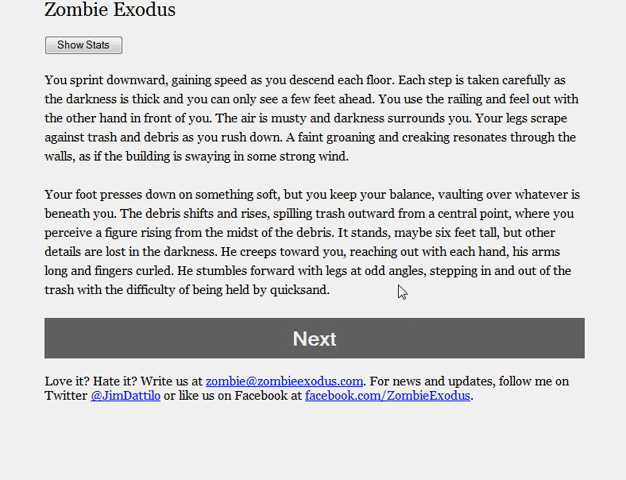 Zombie Exodus
Show Stats
You sprint downward, gaining speed as you descend each floor. Each step is taken carefully as
the darkness is thick and you can only see a few feet ahead. You use the railing and feel out with
the other hand in front of you. The air is musty and darkness surrounds you. Your legs scrape
against trash and debris as you rush down. A faint groaning and creaking resonates through the
walls, as if the building is swaying in some strong wind.
Your foot presses down on something soft, but you keep your balance, vaulting over whatever is
beneath you. The debris shifts and rises, spilling trash outward from a central point, where you
perceive a figure rising from the midst of the debris. It stands, maybe six feet tall, but other
details are lost in the darkness. He creeps toward you, reaching out with each hand, his arms
long and fingers curled. He stumbles forward with legs at odd angles, stepping in and out of the
trash with the difficulty of being held by quicksand.
Next
Love it? Hate it? Write us at zombie@zombieexodus.com. For news and updates, follow me on
Twitter @JimDattilo or like us on Facebook at facebook.com/ZombieExodus.